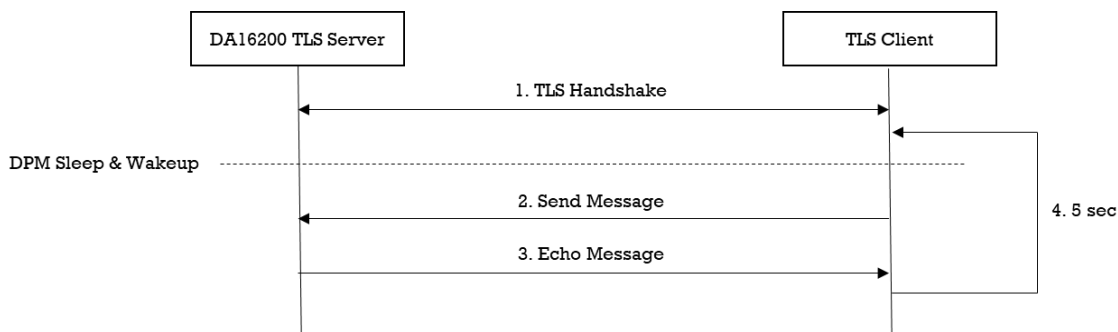 DA16200 TLS Server
TLS Client
1. TLS Handshake
DPM Sleep & Wakeup
2. Send Message
4. 5 sec
3. Echo Message